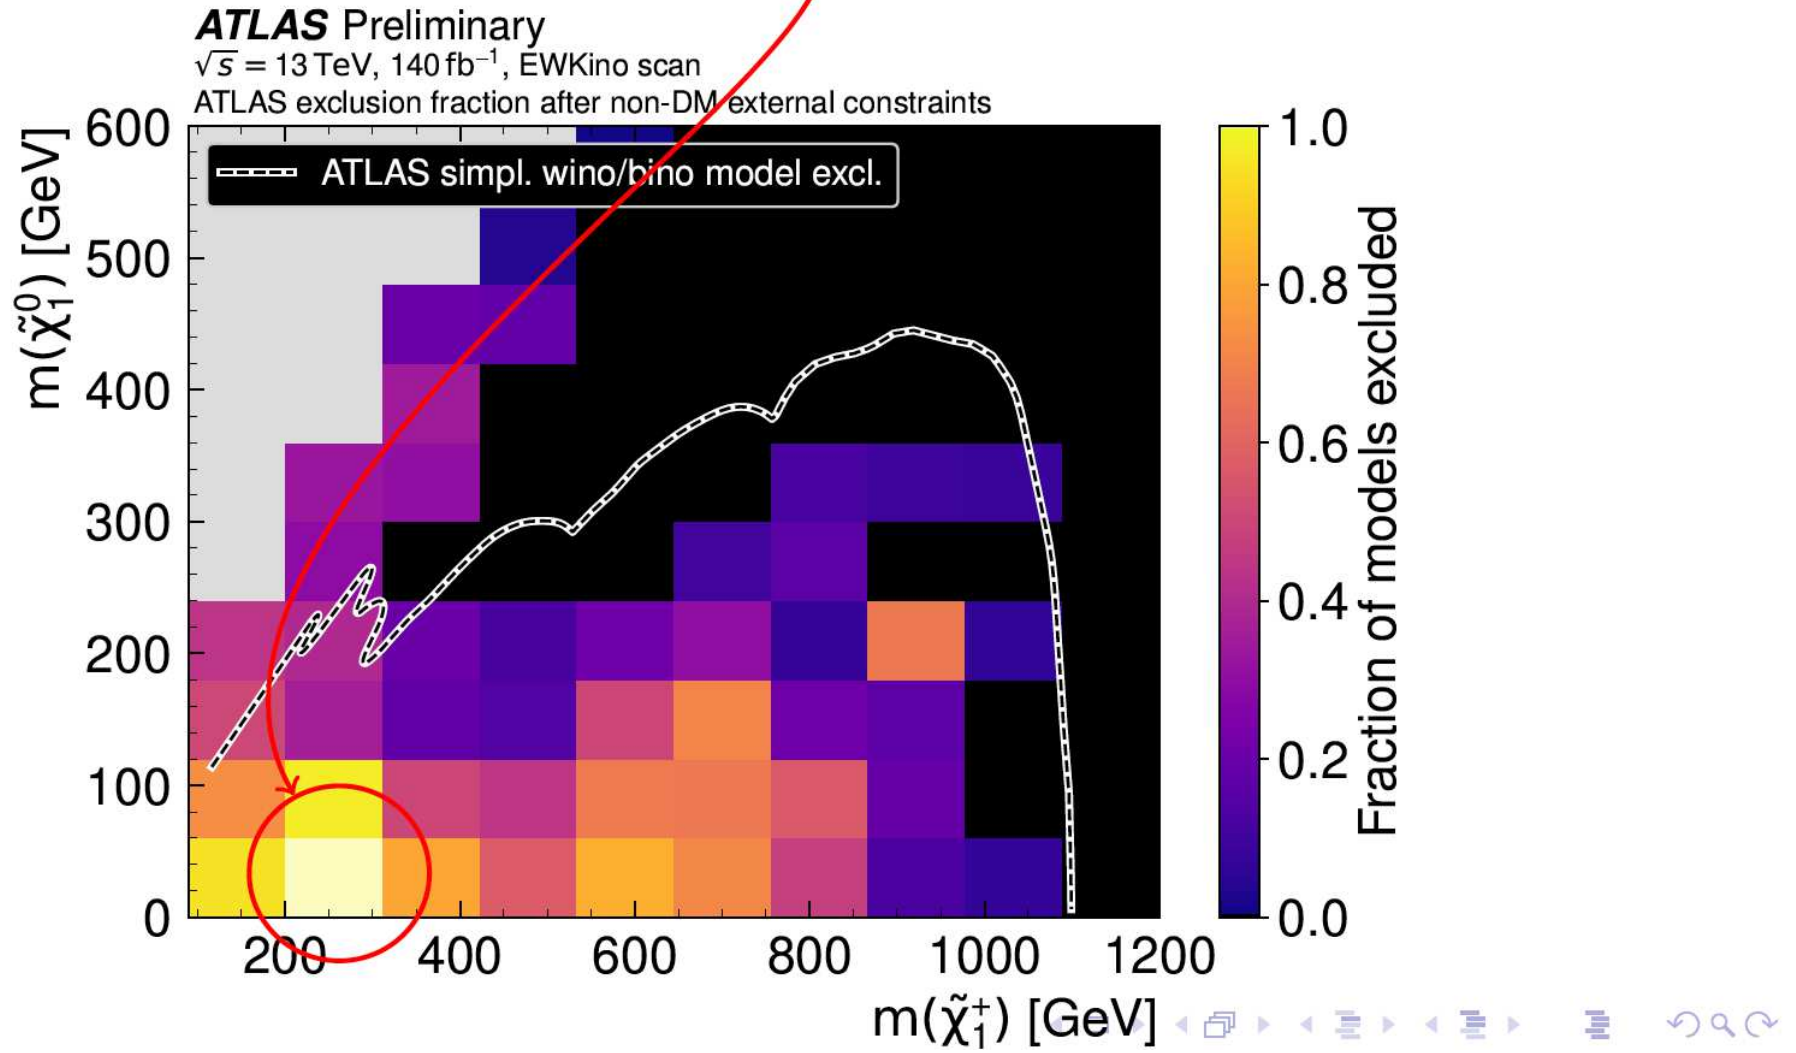 ATLAS Preliminary
√s = 13 TeV, 140 fb⁻¹, EWKino scan
ATLAS exclusion fraction after non-DM external constraints
ATLAS simpl. wino/bino model excl.
m(χ̃⁰₁) [GeV]
600
500
400
300
200
100
0
200
400
600
800
1000
1200
m(χ̃⁺₁) [GeV]
1.0
0.8
0.6
0.4
0.2
0.0
Fraction of models excluded